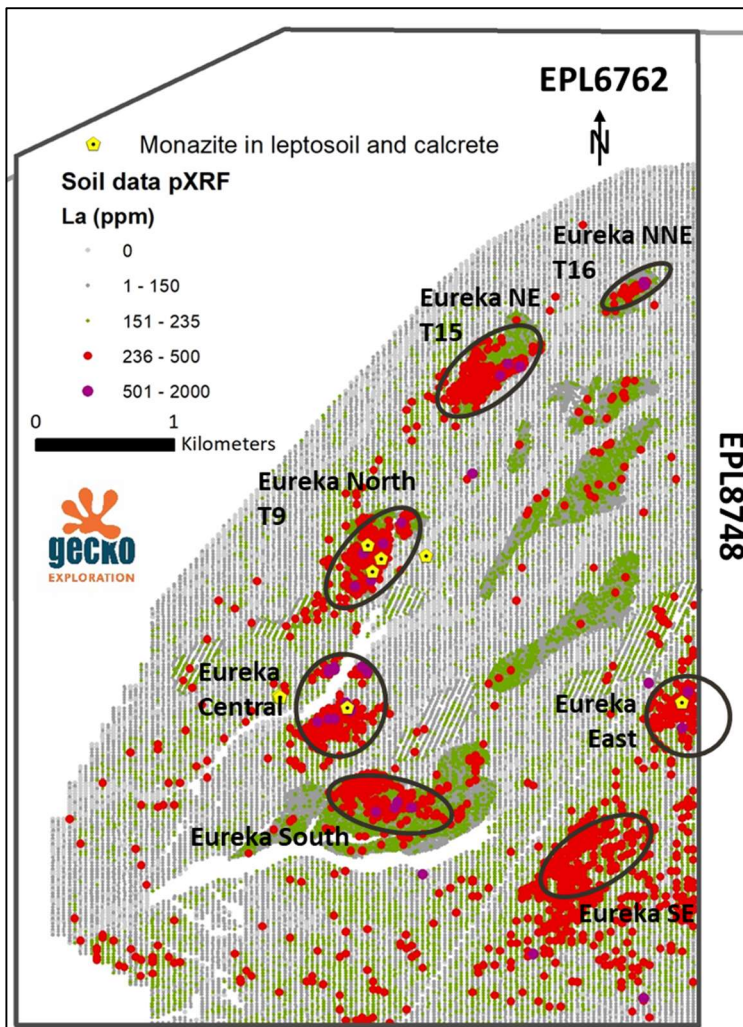 EPL6762
N
Monazite in leptosoil and calcrete
Soil data pXRF
La (ppm)
0
1 - 150
151 - 235
236 - 500
501 - 2000
0 1
Kilometers
gecko
EXPLORATION
Eureka NNE
T16
Eureka NE
T15
EPL8748
Eureka North
T9
Eureka
Central
Eureka
East
Eureka South
Eureka SE